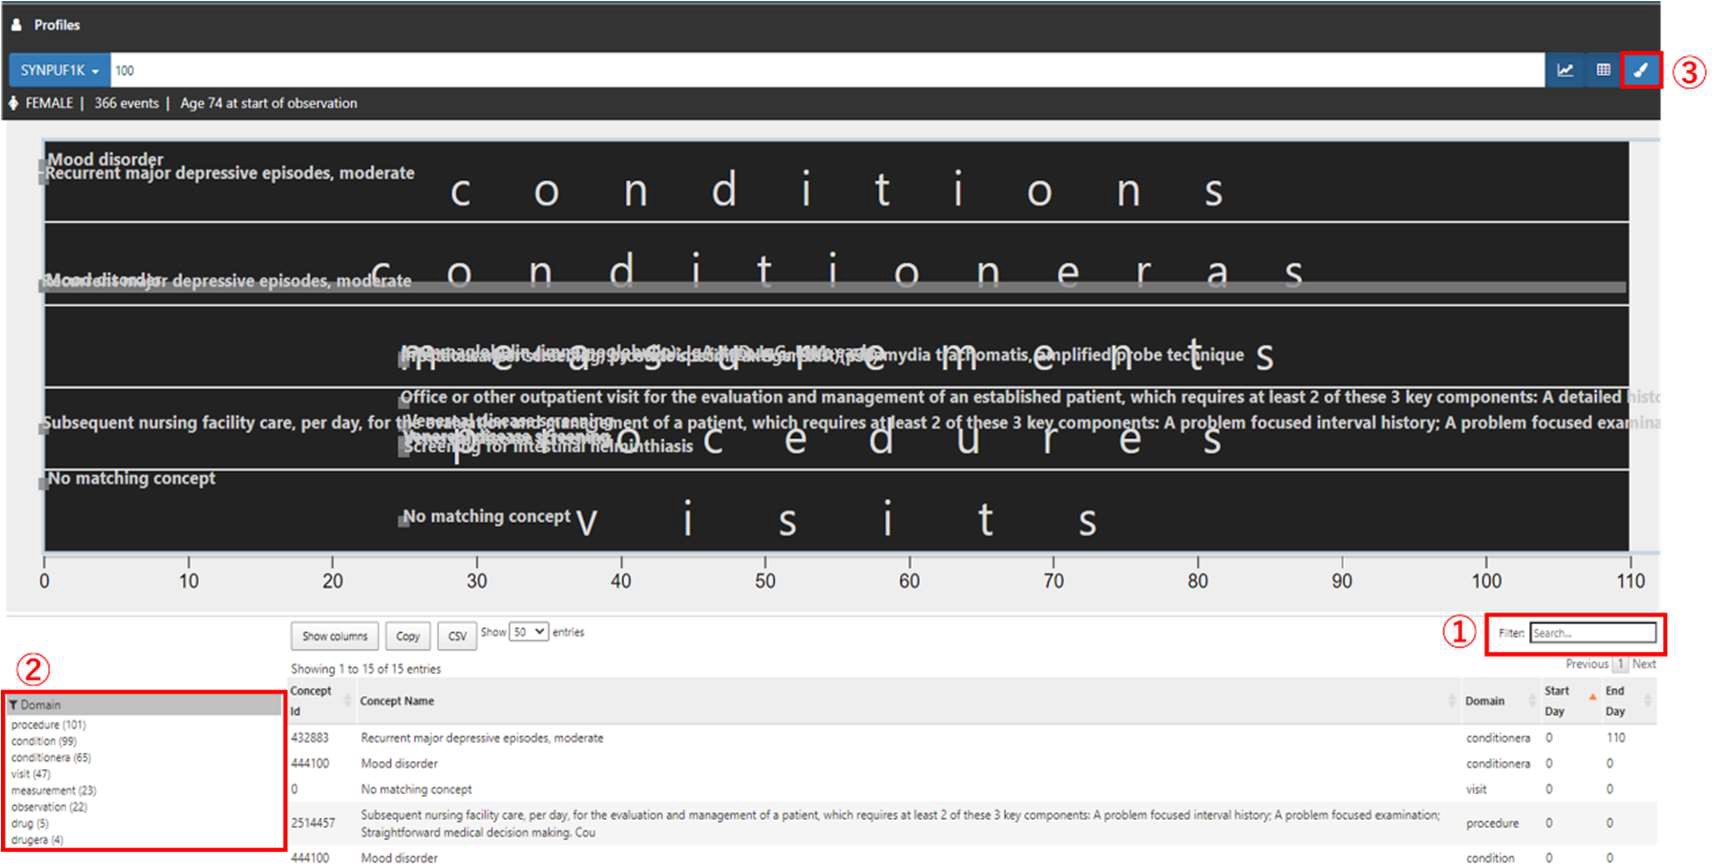 Profiles
SYNPUF1K
100
③
FEMALE | 366 events | Age 74 at start of observation
Mood disorder
Recurrent major depressive episodes, moderate
conditions
conditioneras
Mood disorder
Recurrent major depressive episodes, moderate
measurements
amplified probe technique
Office or other outpatient visit for the evaluation and management of an established patient, which requires at least 2 of these 3 key components: A detailed
Subsequent nursing facility care, per day, for the evaluation and management of a patient, which requires at least 2 of these 3 key components: A problem focused interval history; A problem focused
Venereal disease screening
Venereal disease screening
Screening for intestinal helminthiasis
procedures
No matching concept
No matching concept
visits
0 10 20 30 40 50 60 70 80 90 100 110
Show columns Copy CSV Show 50 entries
① Filter: Search...
Showing 1 to 15 of 15 entries
Previous 1 Next
②
Domain
procedure (101)
condition (99)
conditionera (65)
visit (47)
measurement (23)
observation (22)
drug (5)
drugera (4)
Concept Id Concept Name Domain Start Day End Day
432883 Recurrent major depressive episodes, moderate conditionera 0 110
444100 Mood disorder conditionera 0 0
0 No matching concept visit 0 0
2514457 Subsequent nursing facility care, per day, for the evaluation and management of a patient, which requires at least 2 of these 3 key components: A problem focused interval history; A problem focused examination;
Straightforward medical decision making. Cou procedure 0 0
444100 Mood disorder condition 0 0